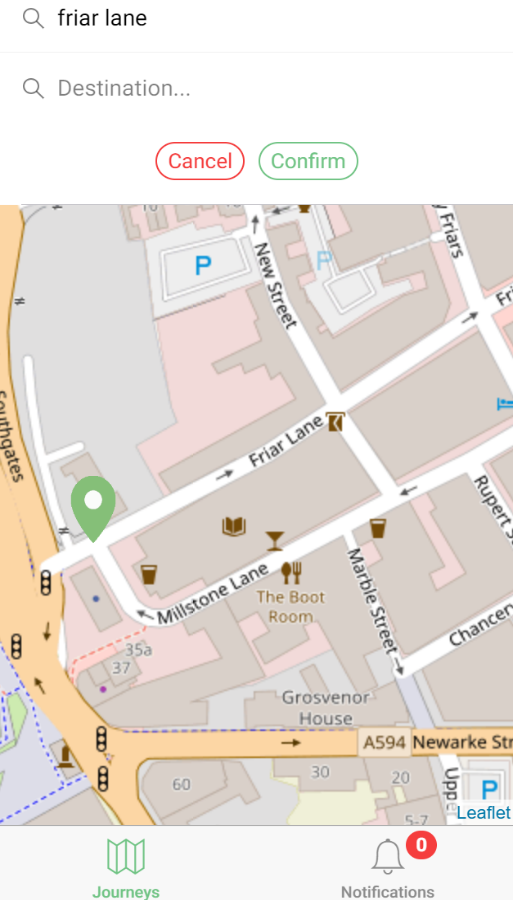 friar lane
Destination...
Cancel Confirm
P
P
New Street
Friars
Southgates
Friar Lane
Rupert
Millstone Lane
The Boot
Room
Marble Street
Chancer
35a
37
Grosvenor
House
A594 Newarke Str
60
30
20
5-7
Uppe
P
Leaflet
0
Journeys
Notifications